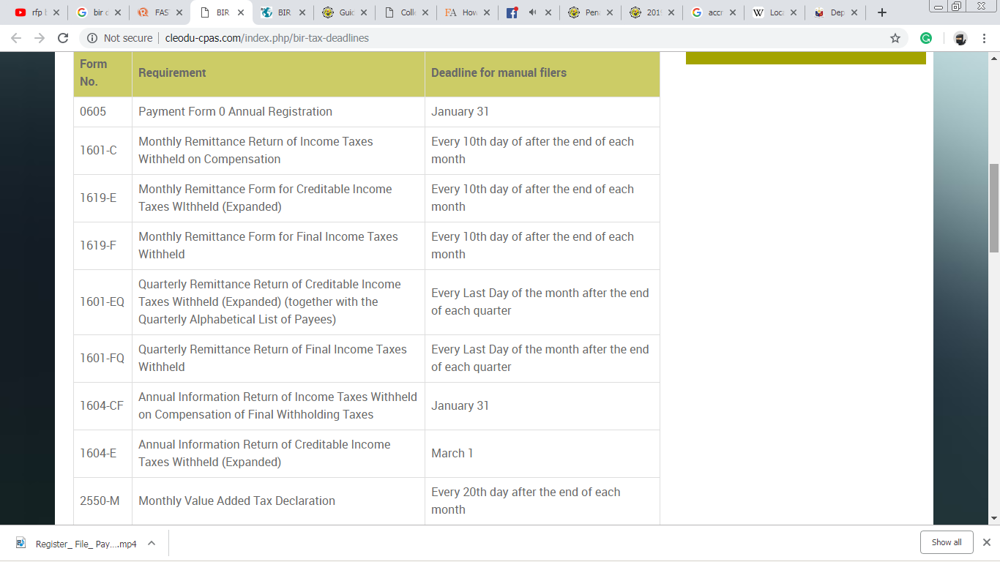 rfp b
bir c
FAS
BIR
BIR
Guid
Coll
FA How
Pen
201
accr
W Loca
Dep
Not secure cleodu-cpas.com/index.php/bir-tax-deadlines
Form
No.
Requirement
Deadline for manual filers
0605
Payment Form 0 Annual Registration
January 31
1601-C
Monthly Remittance Return of Income Taxes
Withheld on Compensation
Every 10th day of after the end of each
month
1619-E
Monthly Remittance Form for Creditable Income
Taxes WIthheld (Expanded)
Every 10th day of after the end of each
month
1619-F
Monthly Remittance Form for Final Income Taxes
Withheld
Every 10th day of after the end of each
month
1601-EQ
Quarterly Remittance Return of Creditable Income
Taxes Withheld (Expanded) (together with the
Quarterly Alphabetical List of Payees)
Every Last Day of the month after the end
of each quarter
1601-FQ
Quarterly Remittance Return of Final Income Taxes
Withheld
Every Last Day of the month after the end
of each quarter
1604-CF
Annual Information Return of Income Taxes Withheld
on Compensation of Final Withholding Taxes
January 31
1604-E
Annual Information Return of Creditable Income
Taxes Withheld (Expanded)
March 1
2550-M
Monthly Value Added Tax Declaration
Every 20th day after the end of each
month
Register_ File_ Pay....mp4
Show all